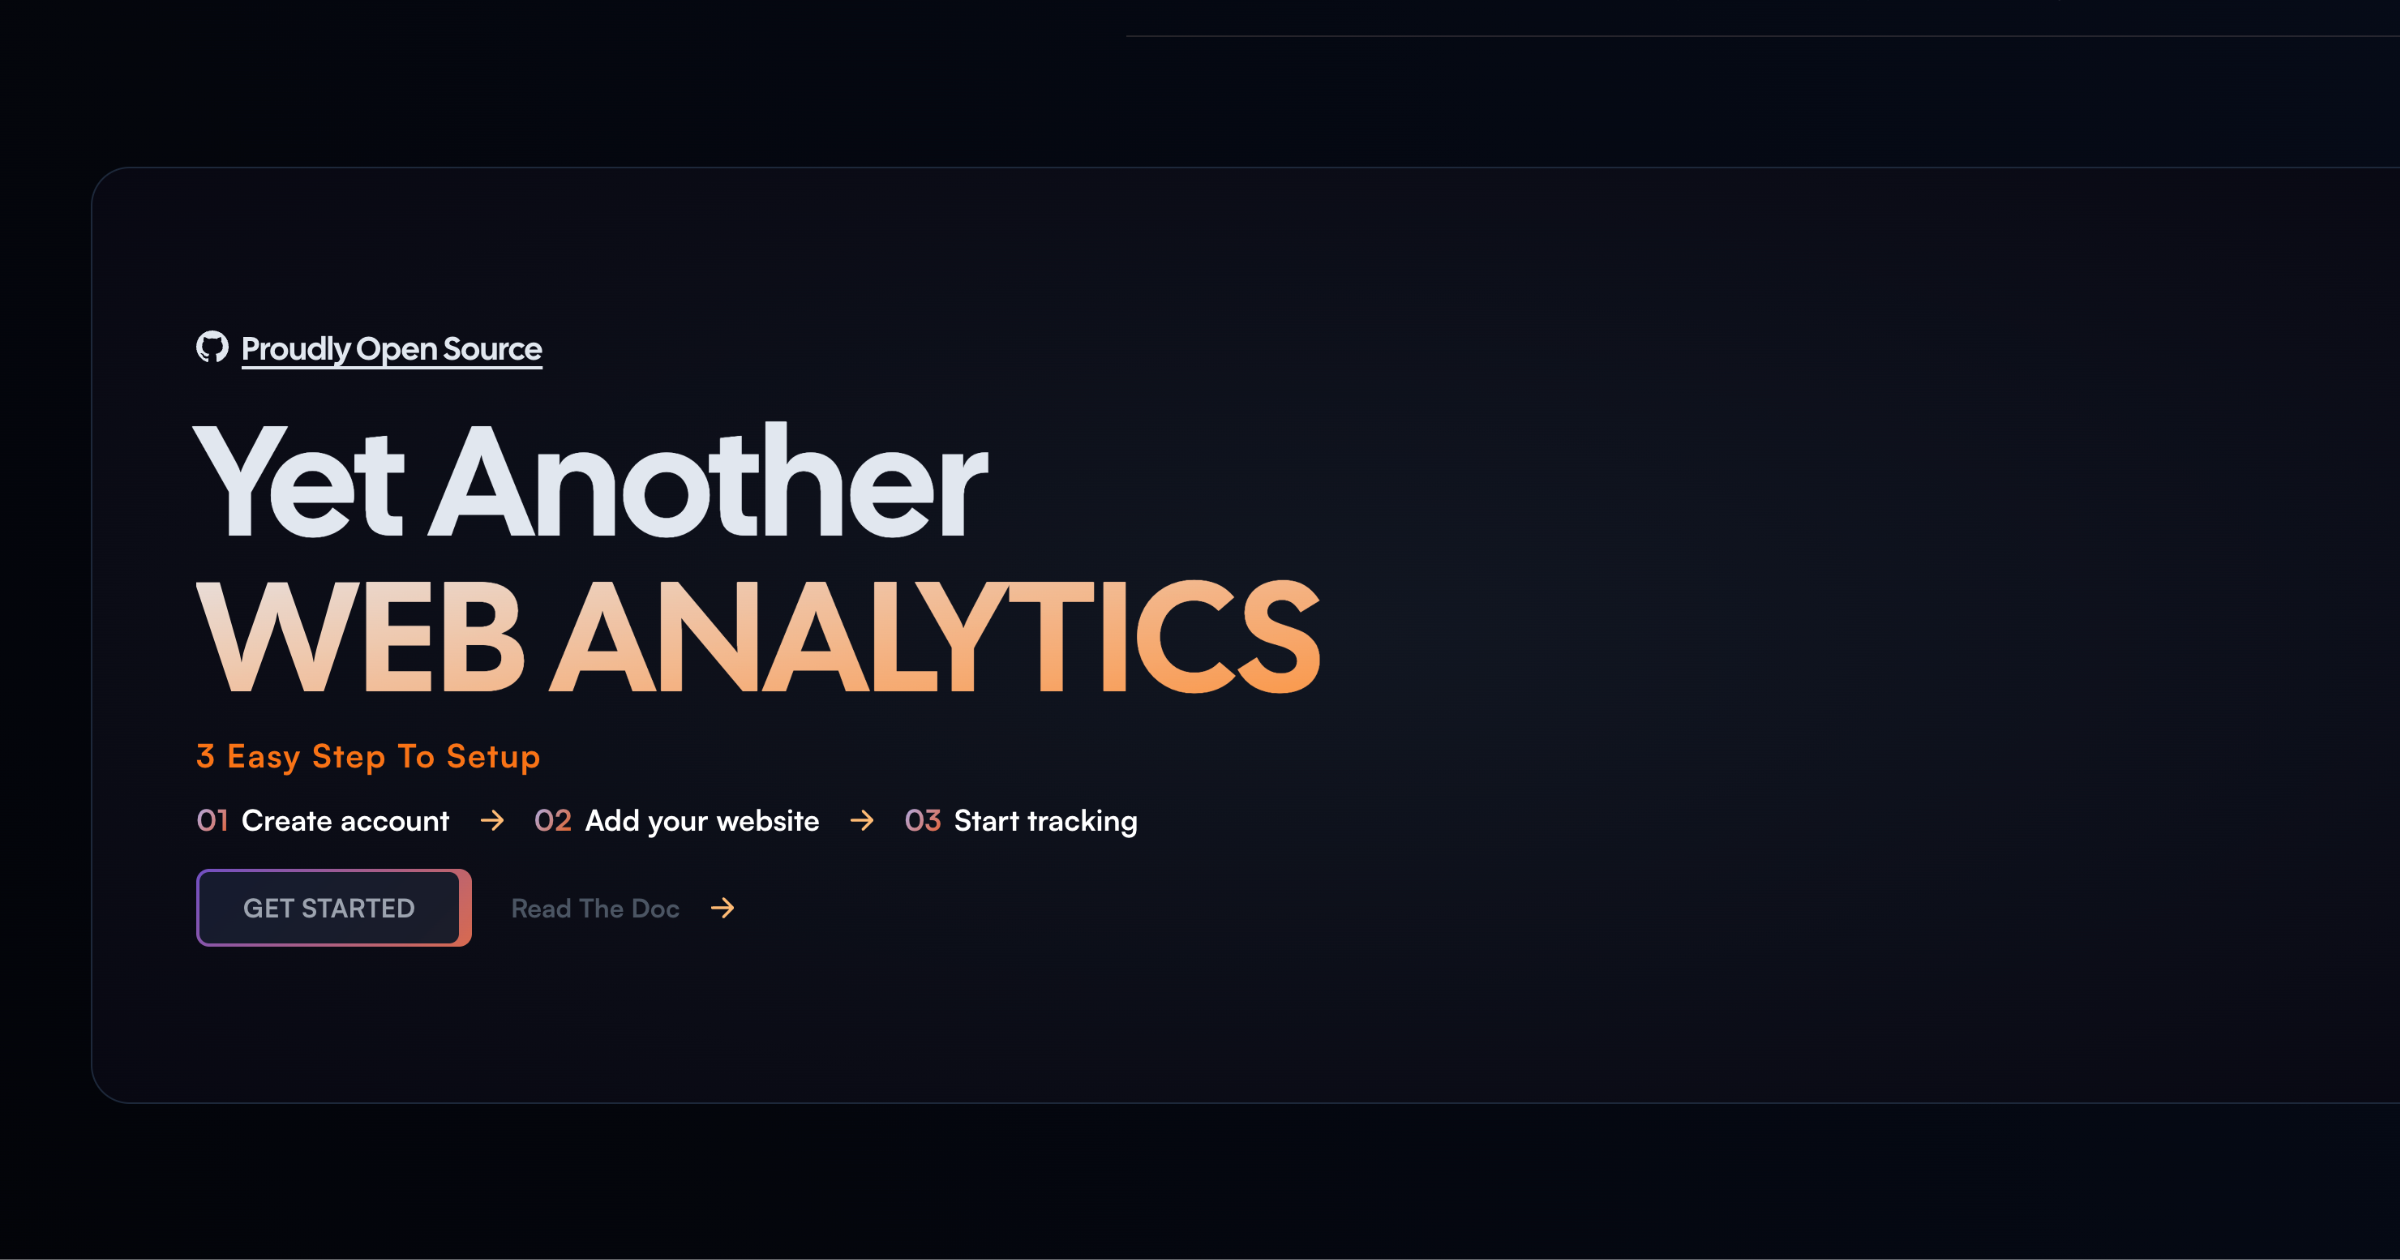 Proudly Open Source
Yet Another
WEB ANALYTICS
3 Easy Step To Setup
01 Create account → 02 Add your website → 03 Start tracking
GET STARTED Read The Doc →